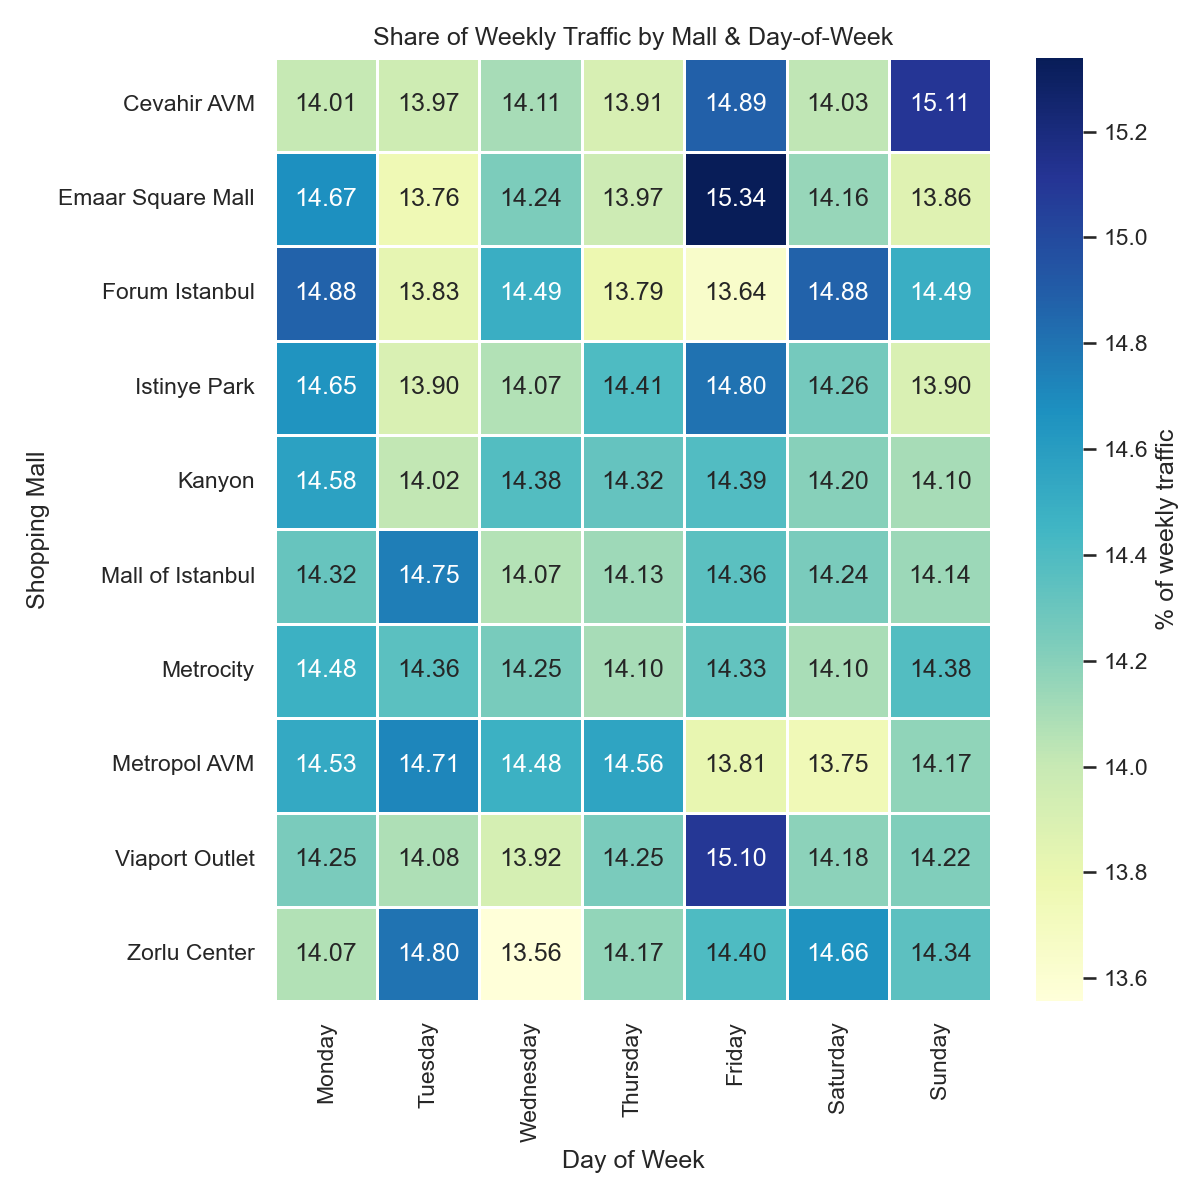 Share of Weekly Traffic by Mall & Day-of-Week
Cevahir AVM 14.01 13.97 14.11 13.91 14.89 14.03 15.11
Emaar Square Mall 14.67 13.76 14.24 13.97 15.34 14.16 13.86
Forum Istanbul 14.88 13.83 14.49 13.79 13.64 14.88 14.49
Istinye Park 14.65 13.90 14.07 14.41 14.80 14.26 13.90
Kanyon 14.58 14.02 14.38 14.32 14.39 14.20 14.10
Mall of Istanbul 14.32 14.75 14.07 14.13 14.36 14.24 14.14
Metrocity 14.48 14.36 14.25 14.10 14.33 14.10 14.38
Metropol AVM 14.53 14.71 14.48 14.56 13.81 13.75 14.17
Viaport Outlet 14.25 14.08 13.92 14.25 15.10 14.18 14.22
Zorlu Center 14.07 14.80 13.56 14.17 14.40 14.66 14.34
Monday Tuesday Wednesday Thursday Friday Saturday Sunday
Day of Week
Shopping Mall
15.2
15.0
14.8
14.6
14.4
14.2
14.0
13.8
13.6
% of weekly traffic